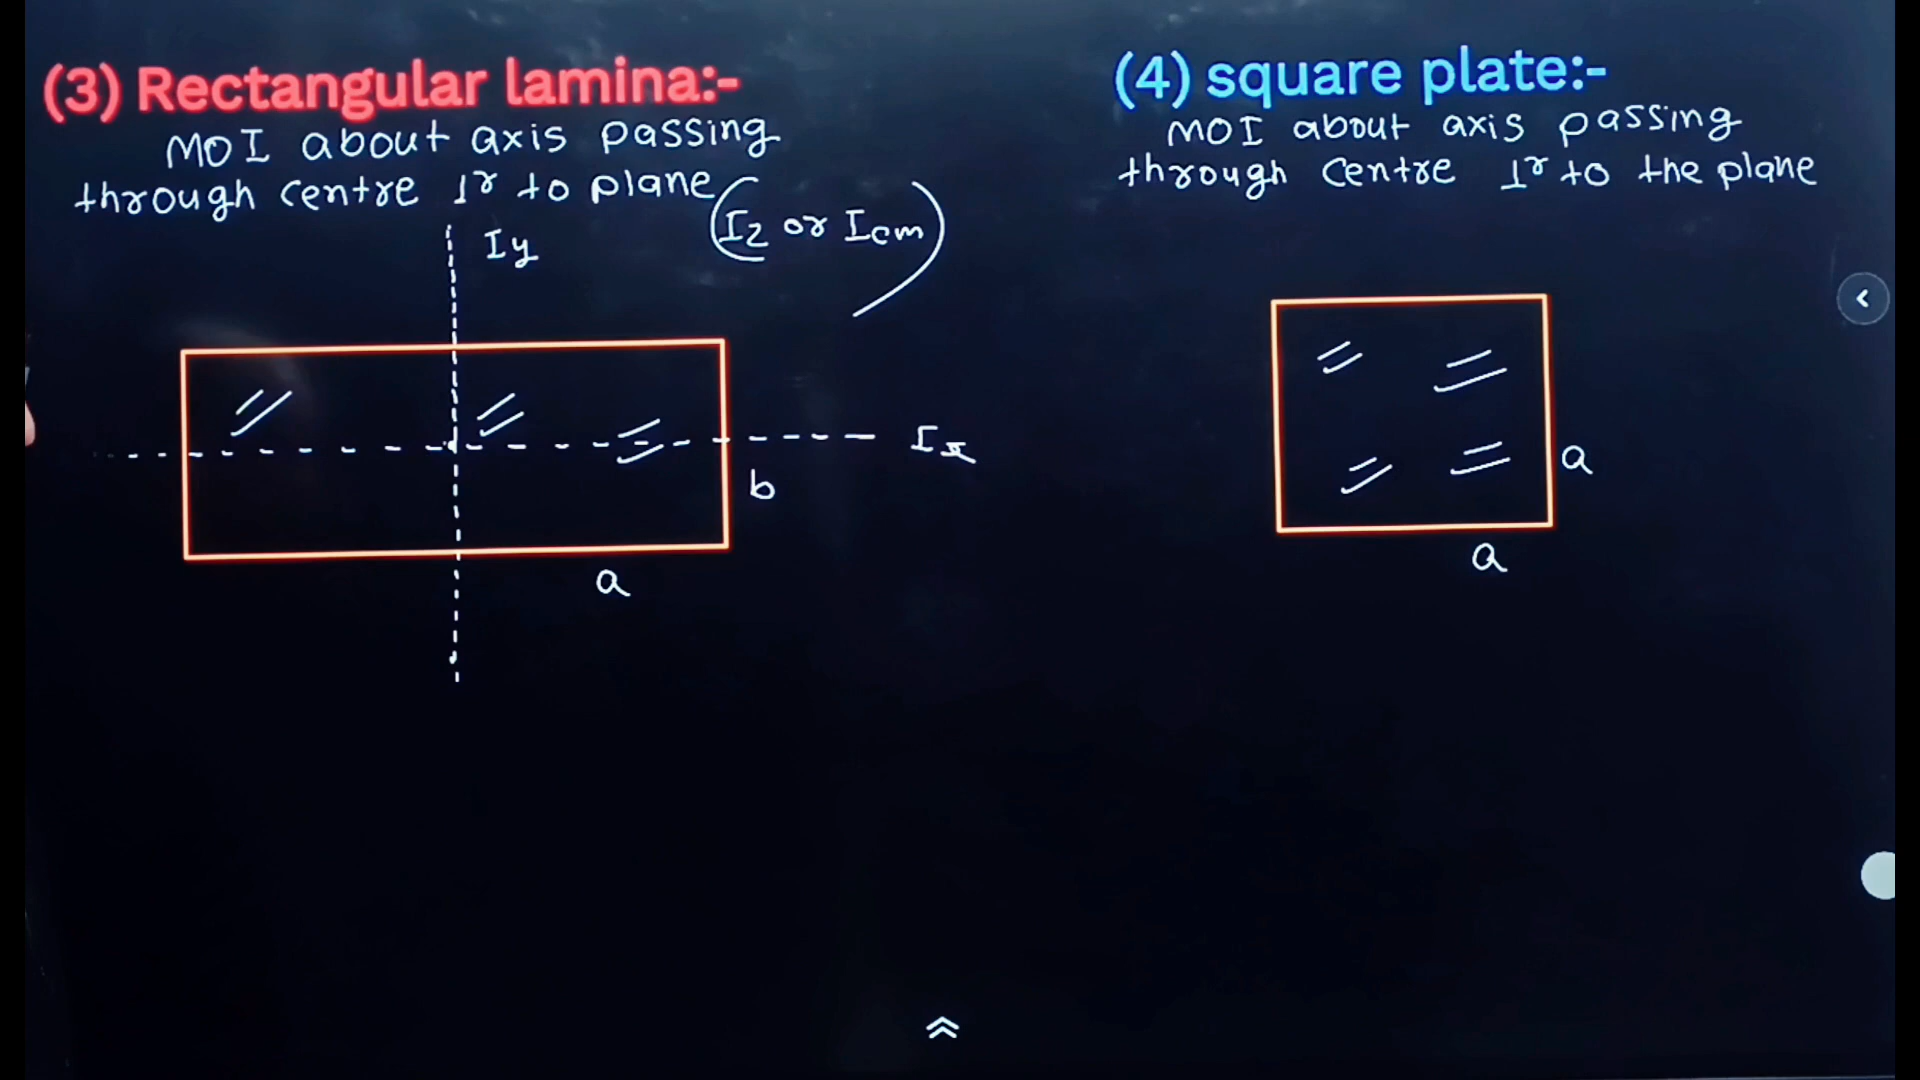 (3) Rectangular lamina:-
MOI about axis passing
through centre ⊥r to plane
(Iz or Icm)
Iy
Ix
b
a
(4) square plate:-
MOI about axis passing
through centre ⊥r to the plane
a
a